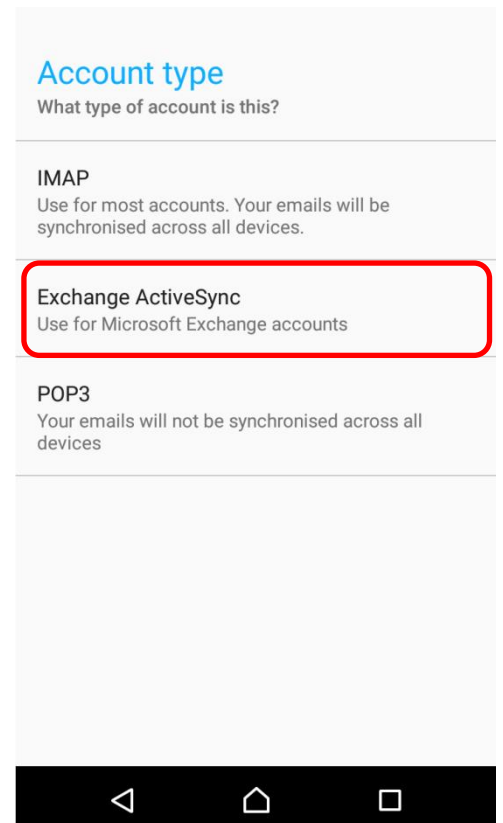 Account type
What type of account is this?
IMAP
Use for most accounts. Your emails will be
synchronised across all devices.
Exchange ActiveSync
Use for Microsoft Exchange accounts
POP3
Your emails will not be synchronised across all
devices